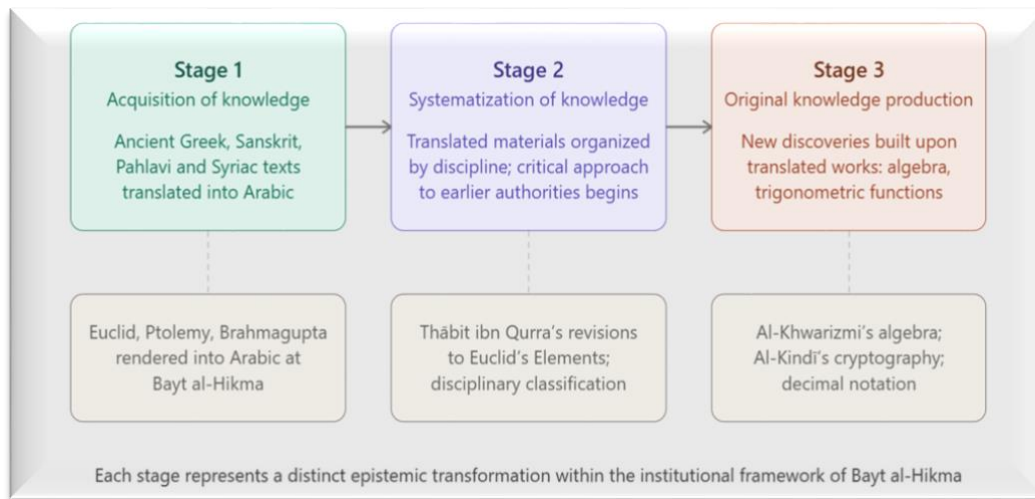 Stage 1
Acquisition of knowledge
Ancient Greek, Sanskrit,
Pahlavi and Syriac texts
translated into Arabic
Stage 2
Systematization of knowledge
Translated materials organized
by discipline; critical approach
to earlier authorities begins
Stage 3
Original knowledge production
New discoveries built upon
translated works: algebra,
trigonometric functions
Euclid, Ptolemy, Brahmagupta
rendered into Arabic at
Bayt al-Hikma
Thābit ibn Qurra’s revisions
to Euclid’s Elements;
disciplinary classification
Al-Khwarizmi’s algebra;
Al-Kindī’s cryptography;
decimal notation
Each stage represents a distinct epistemic transformation within the institutional framework of Bayt al-Hikma